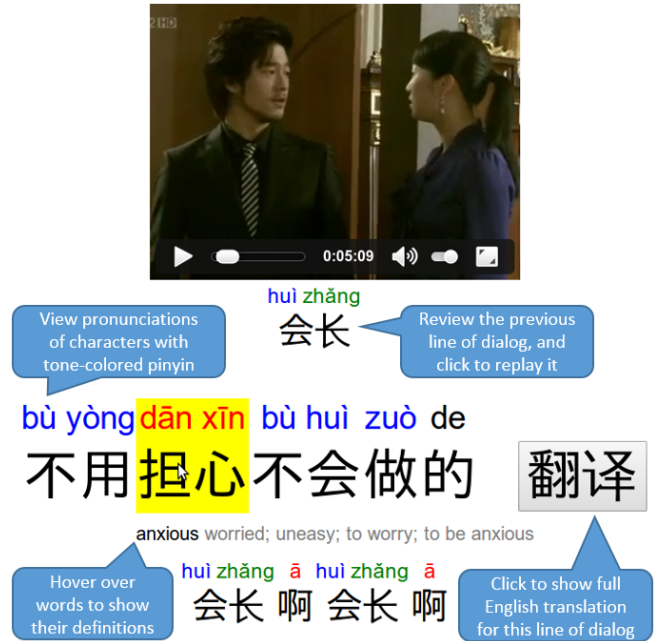 2 HD
0:05:09
huì zhǎng
会长
View pronunciations
of characters with
tone-colored pinyin
Review the previous
line of dialog, and
click to replay it
bù yòng dān xīn bù huì zuò de
不用担心不会做的
翻译
anxious worried; uneasy; to worry; to be anxious
Hover over
words to show
their definitions
huì zhǎng ā huì zhǎng ā
会长 啊 会长 啊
Click to show full
English translation
for this line of dialog